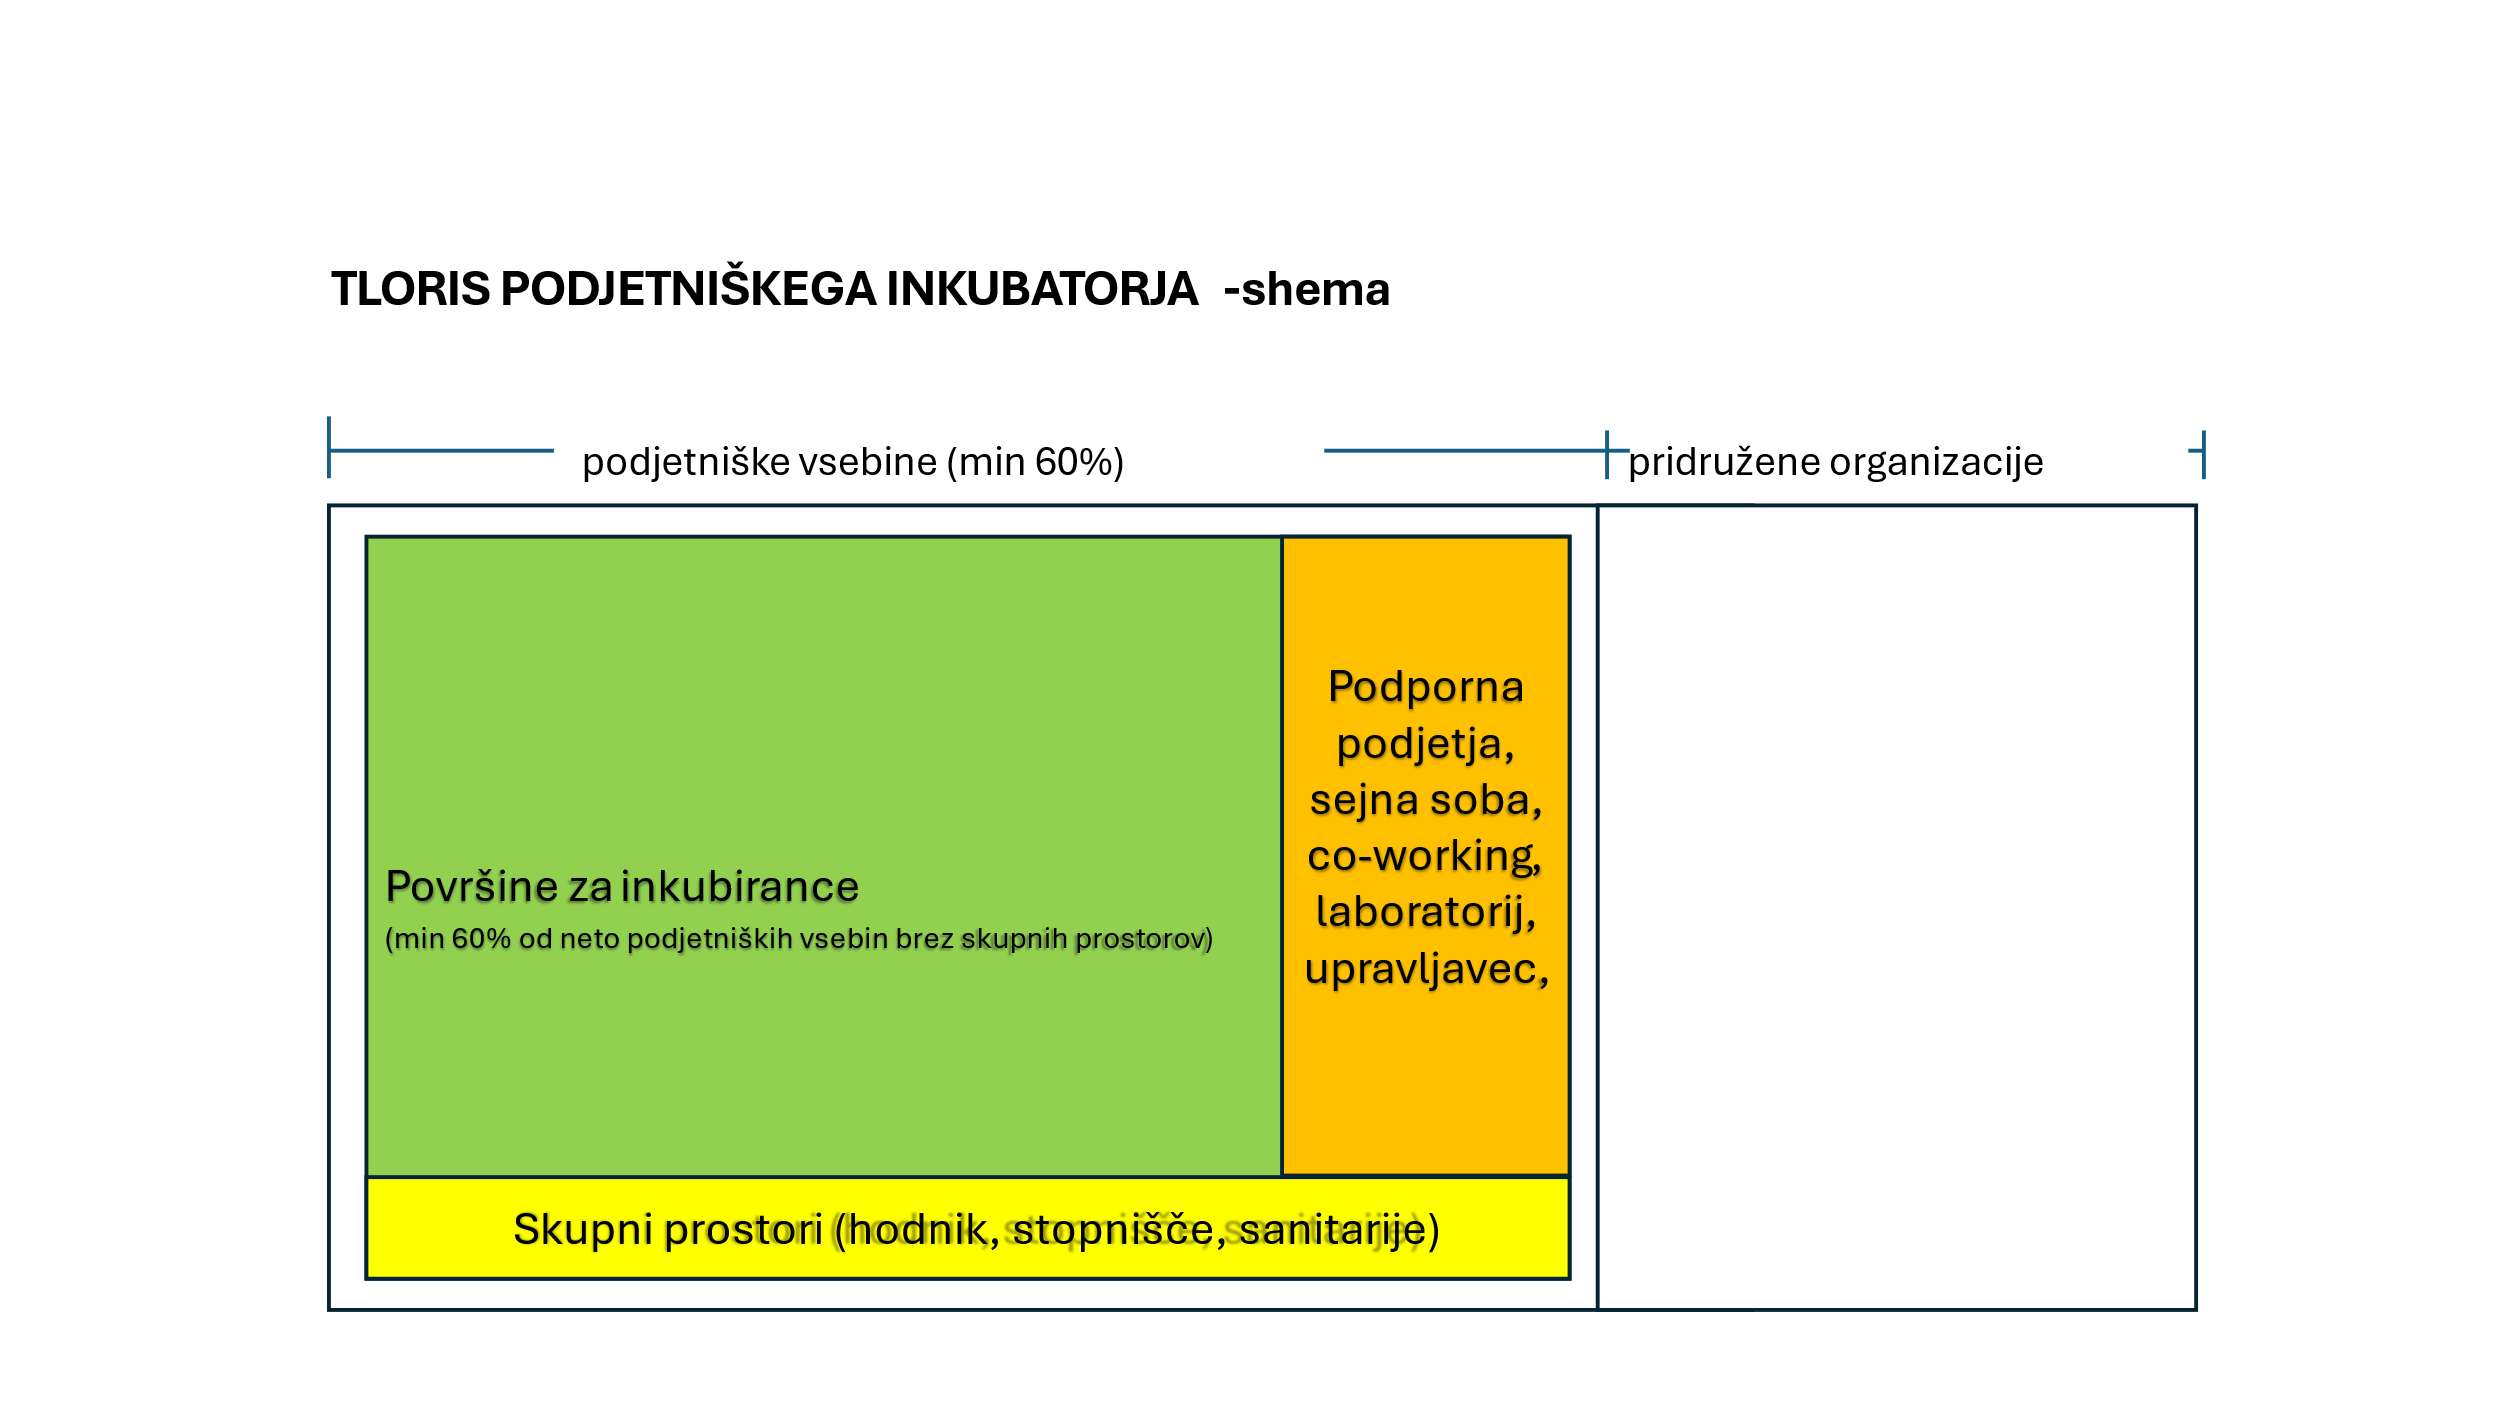 TLORIS PODJETNIŠKEGA INKUBATORJA -shema
podjetniške vsebine (min 60%)
pridružene organizacije
Površine za inkubirance
(min 60% od neto podjetniških vsebin brez skupnih prostorov)
Podporna
podjetja,
sejna soba,
co-working,
laboratorij,
upravljavec,
Skupni prostori (hodnik, stopnišče, sanitarije)